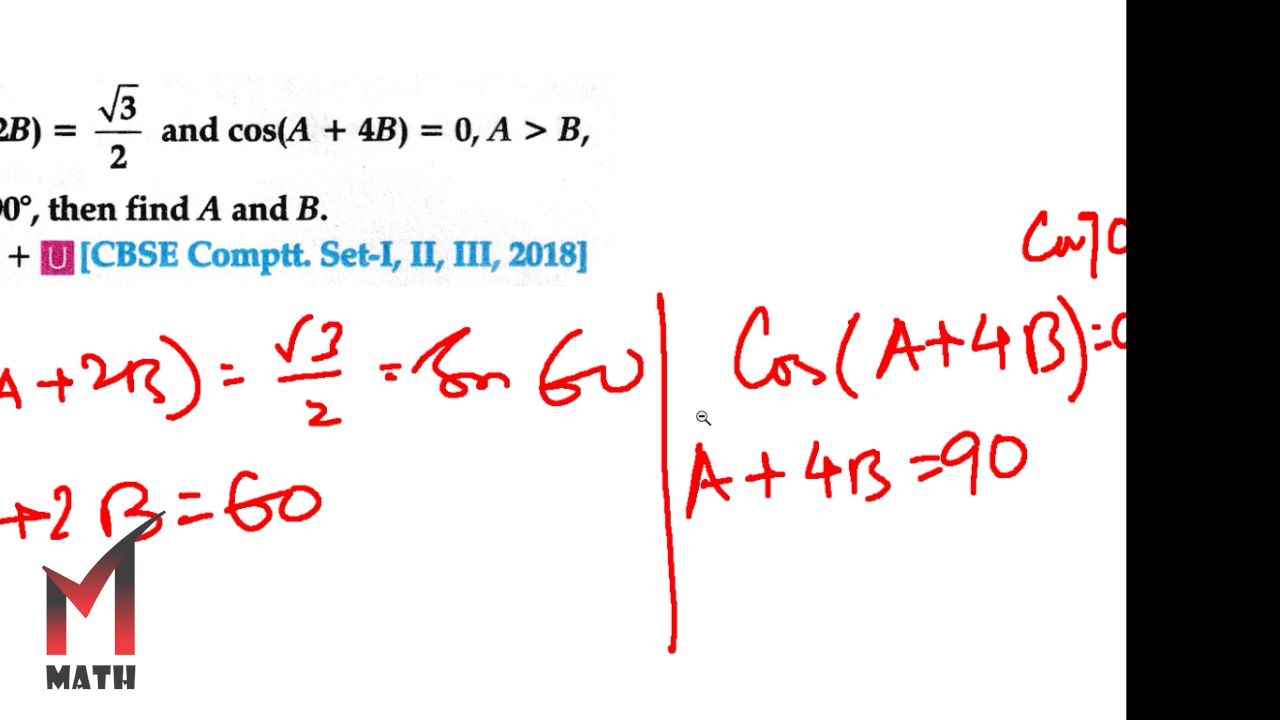 2B) = √3/2 and cos(A + 4B) = 0, A > B,
0°, then find A and B.
+ U [CBSE Comptt. Set-I, II, III, 2018]
A + 2B) = √3/2 = Sin 60
+2B = 60
Cos(A+4B)=0
A + 4B = 90
MATH